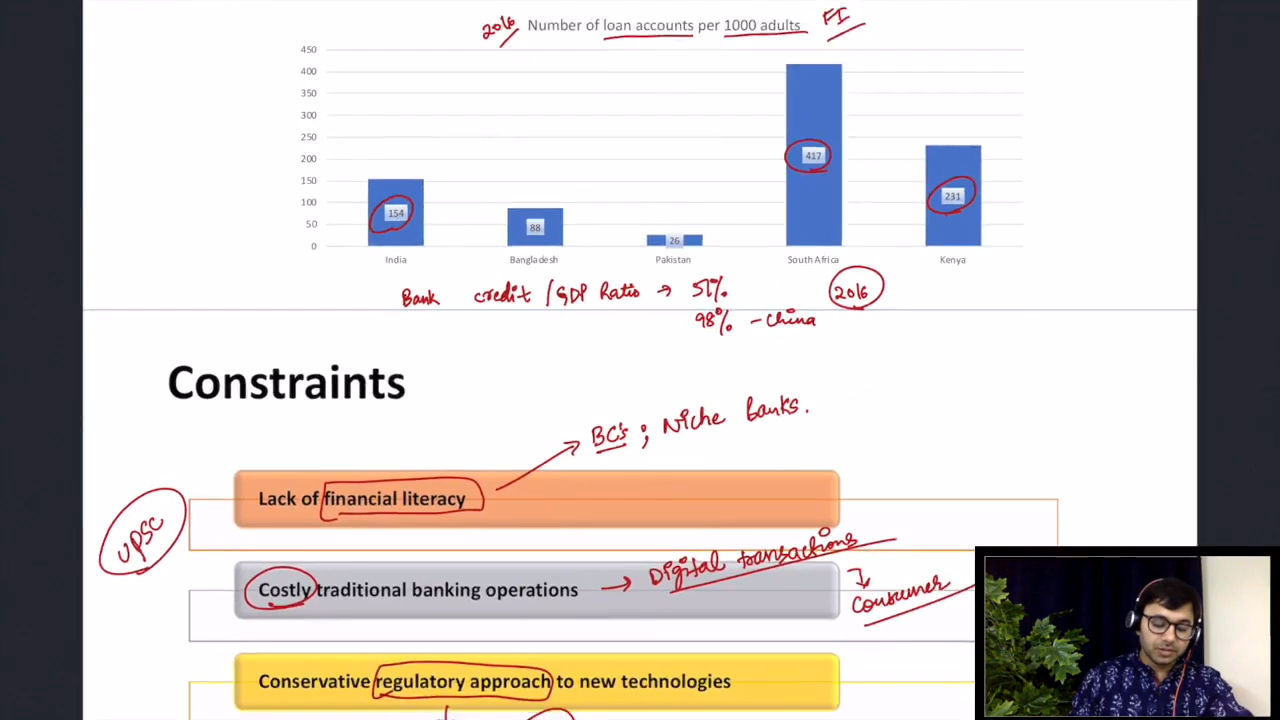 2016 Number of loan accounts per 1000 adults FI
450
400
350
300
250
200
150
100
50
0
154
88
26
417
231
India Bangladesh Pakistan South Africa Kenya
Bank credit / GDP Ratio → 51% 2016
98% - China
Constraints
BC's ; Niche banks.
Lack of financial literacy
UPSC
Costly traditional banking operations → Digital transactions
Consumer
Conservative regulatory approach to new technologies